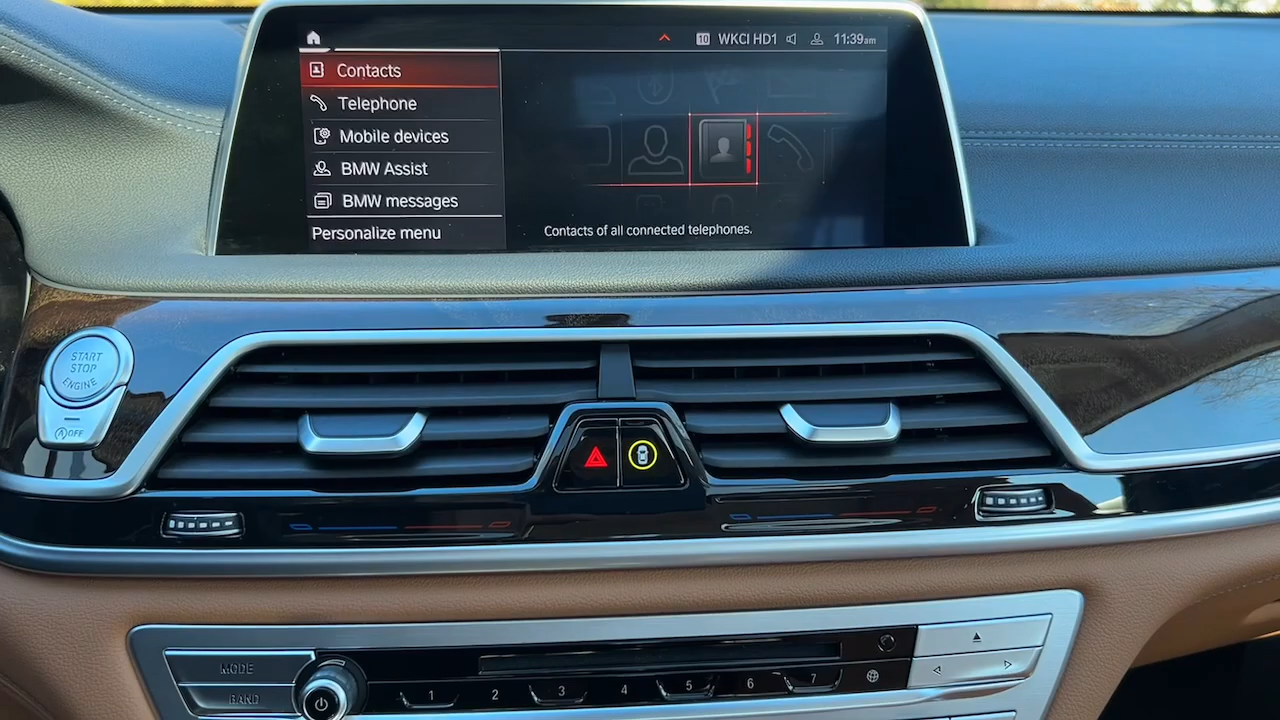 10 WKCI HD1 11:39am
Contacts
Telephone
Mobile devices
BMW Assist
BMW messages
Personalize menu
Contacts of all connected telephones.
START
STOP
ENGINE
A OFF
MODE
BAND
1 2 3 4 5 6 7